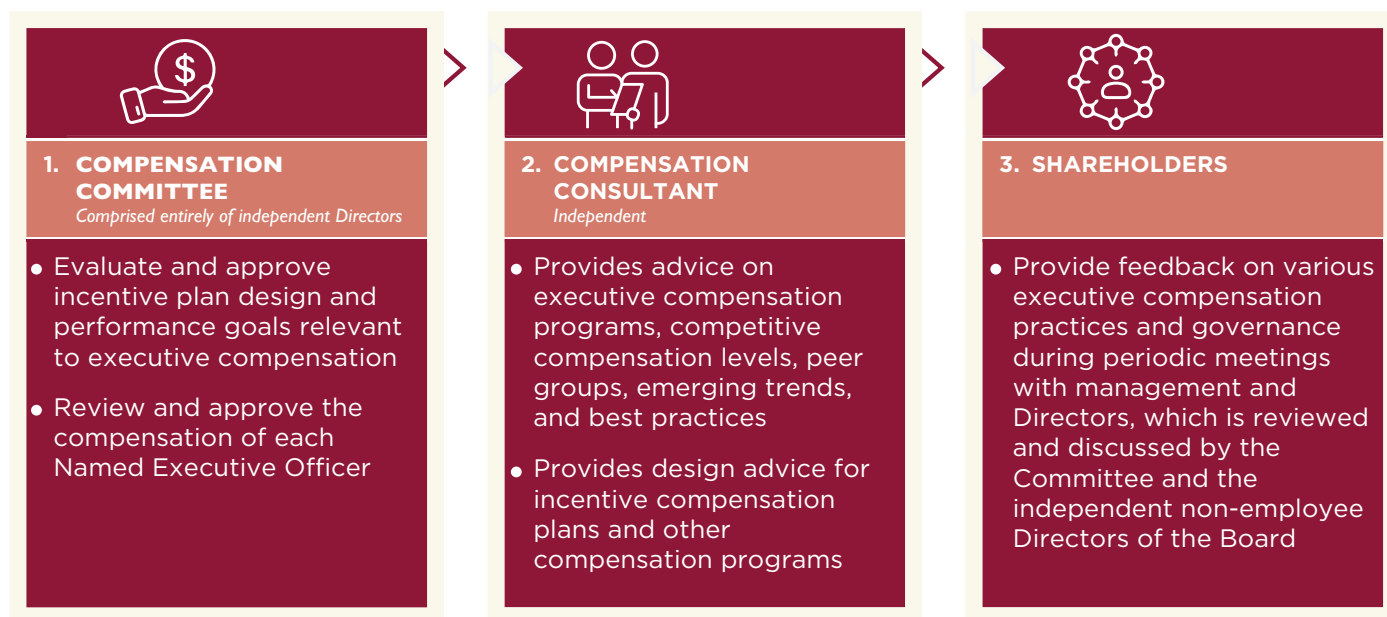 $
1. COMPENSATION
COMMITTEE
Comprised entirely of independent Directors
• Evaluate and approve
incentive plan design and
performance goals relevant
to executive compensation
• Review and approve the
compensation of each
Named Executive Officer
2. COMPENSATION
CONSULTANT
Independent
• Provides advice on
executive compensation
programs, competitive
compensation levels, peer
groups, emerging trends,
and best practices
• Provides design advice for
incentive compensation
plans and other
compensation programs
3. SHAREHOLDERS
• Provide feedback on various
executive compensation
practices and governance
during periodic meetings
with management and
Directors, which is reviewed
and discussed by the
Committee and the
independent non-employee
Directors of the Board